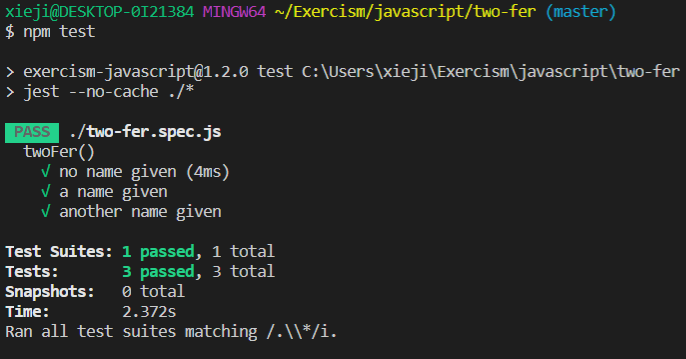 xieji@DESKTOP-0I21384 MINGW64 ~/Exercism/javascript/two-fer (master)
$ npm test
> exercism-javascript@1.2.0 test C:\Users\xieji\Exercism\javascript\two-fer
> jest --no-cache ./*
PASS ./two-fer.spec.js
twoFer()
√ no name given (4ms)
√ a name given
√ another name given
Test Suites: 1 passed, 1 total
Tests: 3 passed, 3 total
Snapshots: 0 total
Time: 2.372s
Ran all test suites matching /.\\*/i.